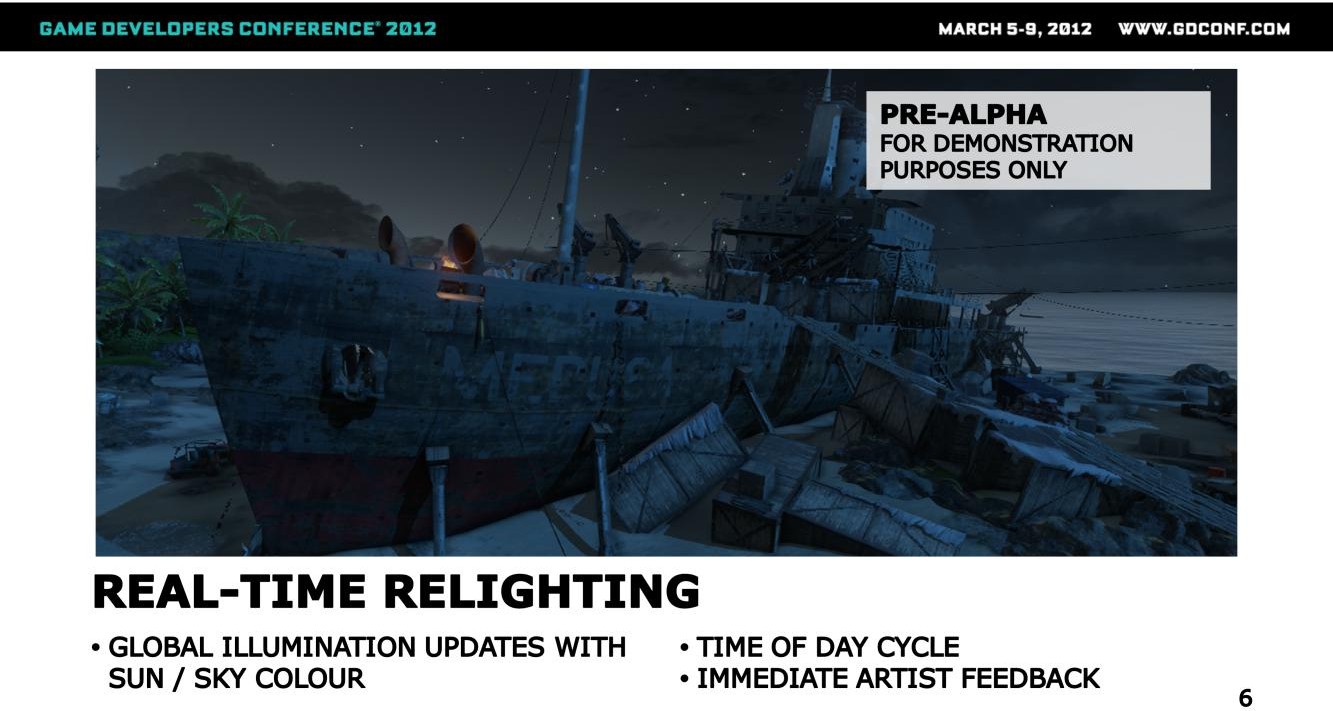 GAME DEVELOPERS CONFERENCE® 2012
MARCH 5-9, 2012 WWW.GDCONF.COM
PRE-ALPHA
FOR DEMONSTRATION
PURPOSES ONLY
MEDUSA
REAL-TIME RELIGHTING
• GLOBAL ILLUMINATION UPDATES WITH
SUN / SKY COLOUR
• TIME OF DAY CYCLE
• IMMEDIATE ARTIST FEEDBACK
6